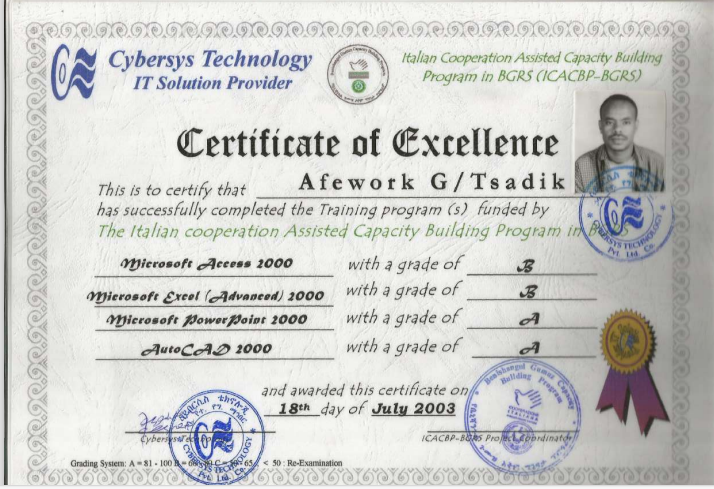 Cybersys Technology
IT Solution Provider
Italian Cooperation Assisted Capacity Building
Program in BGRS (ICACBP-BGRS)
Certificate of Excellence
This is to certify that Afework G/Tsadik
has successfully completed the Training program (s) funded by
The Italian cooperation Assisted Capacity Building Program in
Microsoft Access 2000 with a grade of B
Microsoft Excel (Advanced) 2000 with a grade of B
Microsoft PowerPoint 2000 with a grade of A
AutoCAD 2000 with a grade of A
and awarded this certificate on
18th day of July 2003
ICACBP-BGRS Project Coordinator
Grading System: A = 81 - 100 B = C = 65 < 50 : Re-Examination
CYBERSYS TECHNOLOGY
Pvt. Ltd. Co.
CYBERSYS TECHNOLOGY
Pvt. Ltd. Co.
Benishangul Gumuz Capacity
Building Program